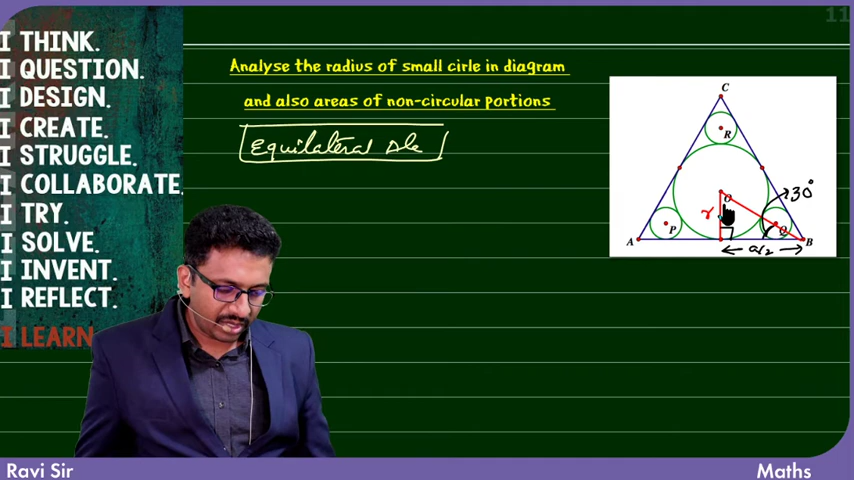 11
I THINK.
I QUESTION.
I DESIGN.
I CREATE.
I STRUGGLE.
I COLLABORATE.
I TRY.
I SOLVE.
I INVENT.
I REFLECT.
I LEARN
Analyse the radius of small cirle in diagram
and also areas of non-circular portions
Equilateral Δle
C
R
30°
O
r
P
Q
A
B
a/2
Ravi Sir
Maths